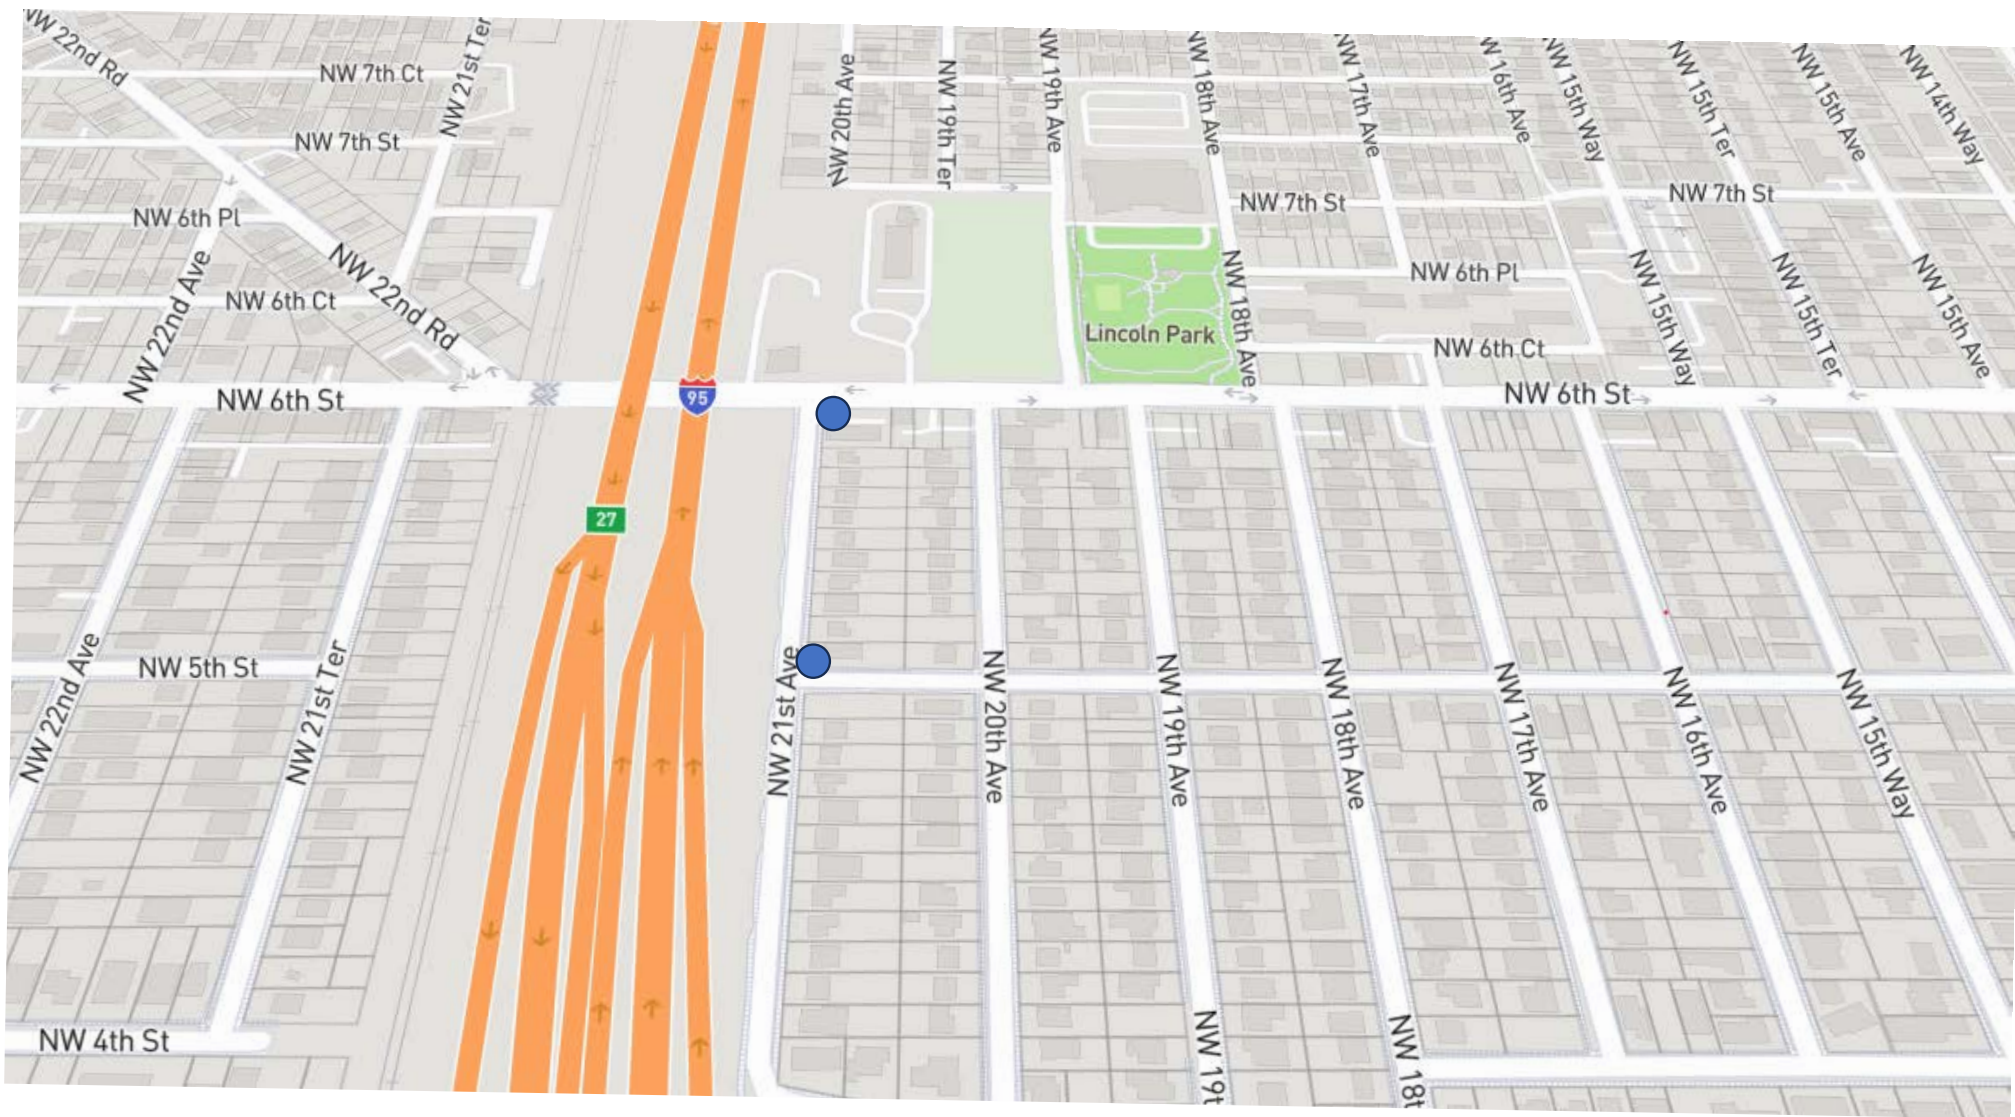 NW 22nd Rd
NW 7th Ct
NW 21st Ter
NW 20th Ave
NW 19th Ter
NW 19th Ave
NW 18th Ave
NW 17th Ave
W 16th Ave
NW 15th Way
NW 15th Ter
NW 15th Ave
NW 14th Way
NW 7th St
NW 7th St
NW 7th St
NW 6th Pl
NW 22nd Ave
NW 22nd Rd
NW 6th Ct
NW 18th Ave
NW 6th Pl
NW 15th Way
NW 15th Ter
NW 15th Ave
Lincoln Park
NW 6th Ct
NW 6th St
95
NW 6th St
27
NW 5th St
NW 22nd Ave
NW 21st Ter
NW 21st Ave
NW 20th Ave
NW 19th Ave
NW 18th Ave
NW 17th Ave
NW 16th Ave
NW 15th Way
NW 4th St
NW 19t
NW 18t